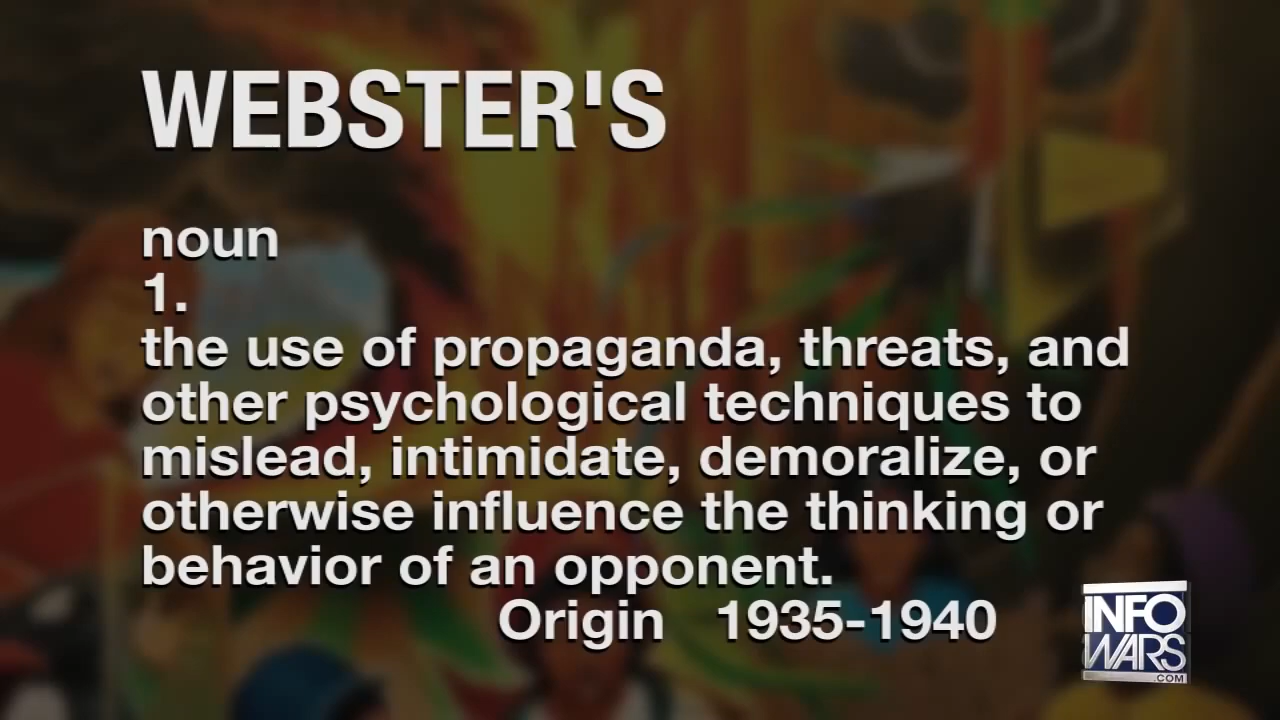 WEBSTER'S
noun
1.
the use of propaganda, threats, and
other psychological techniques to
mislead, intimidate, demoralize, or
otherwise influence the thinking or
behavior of an opponent.
Origin 1935-1940
INFO
WARS
.COM